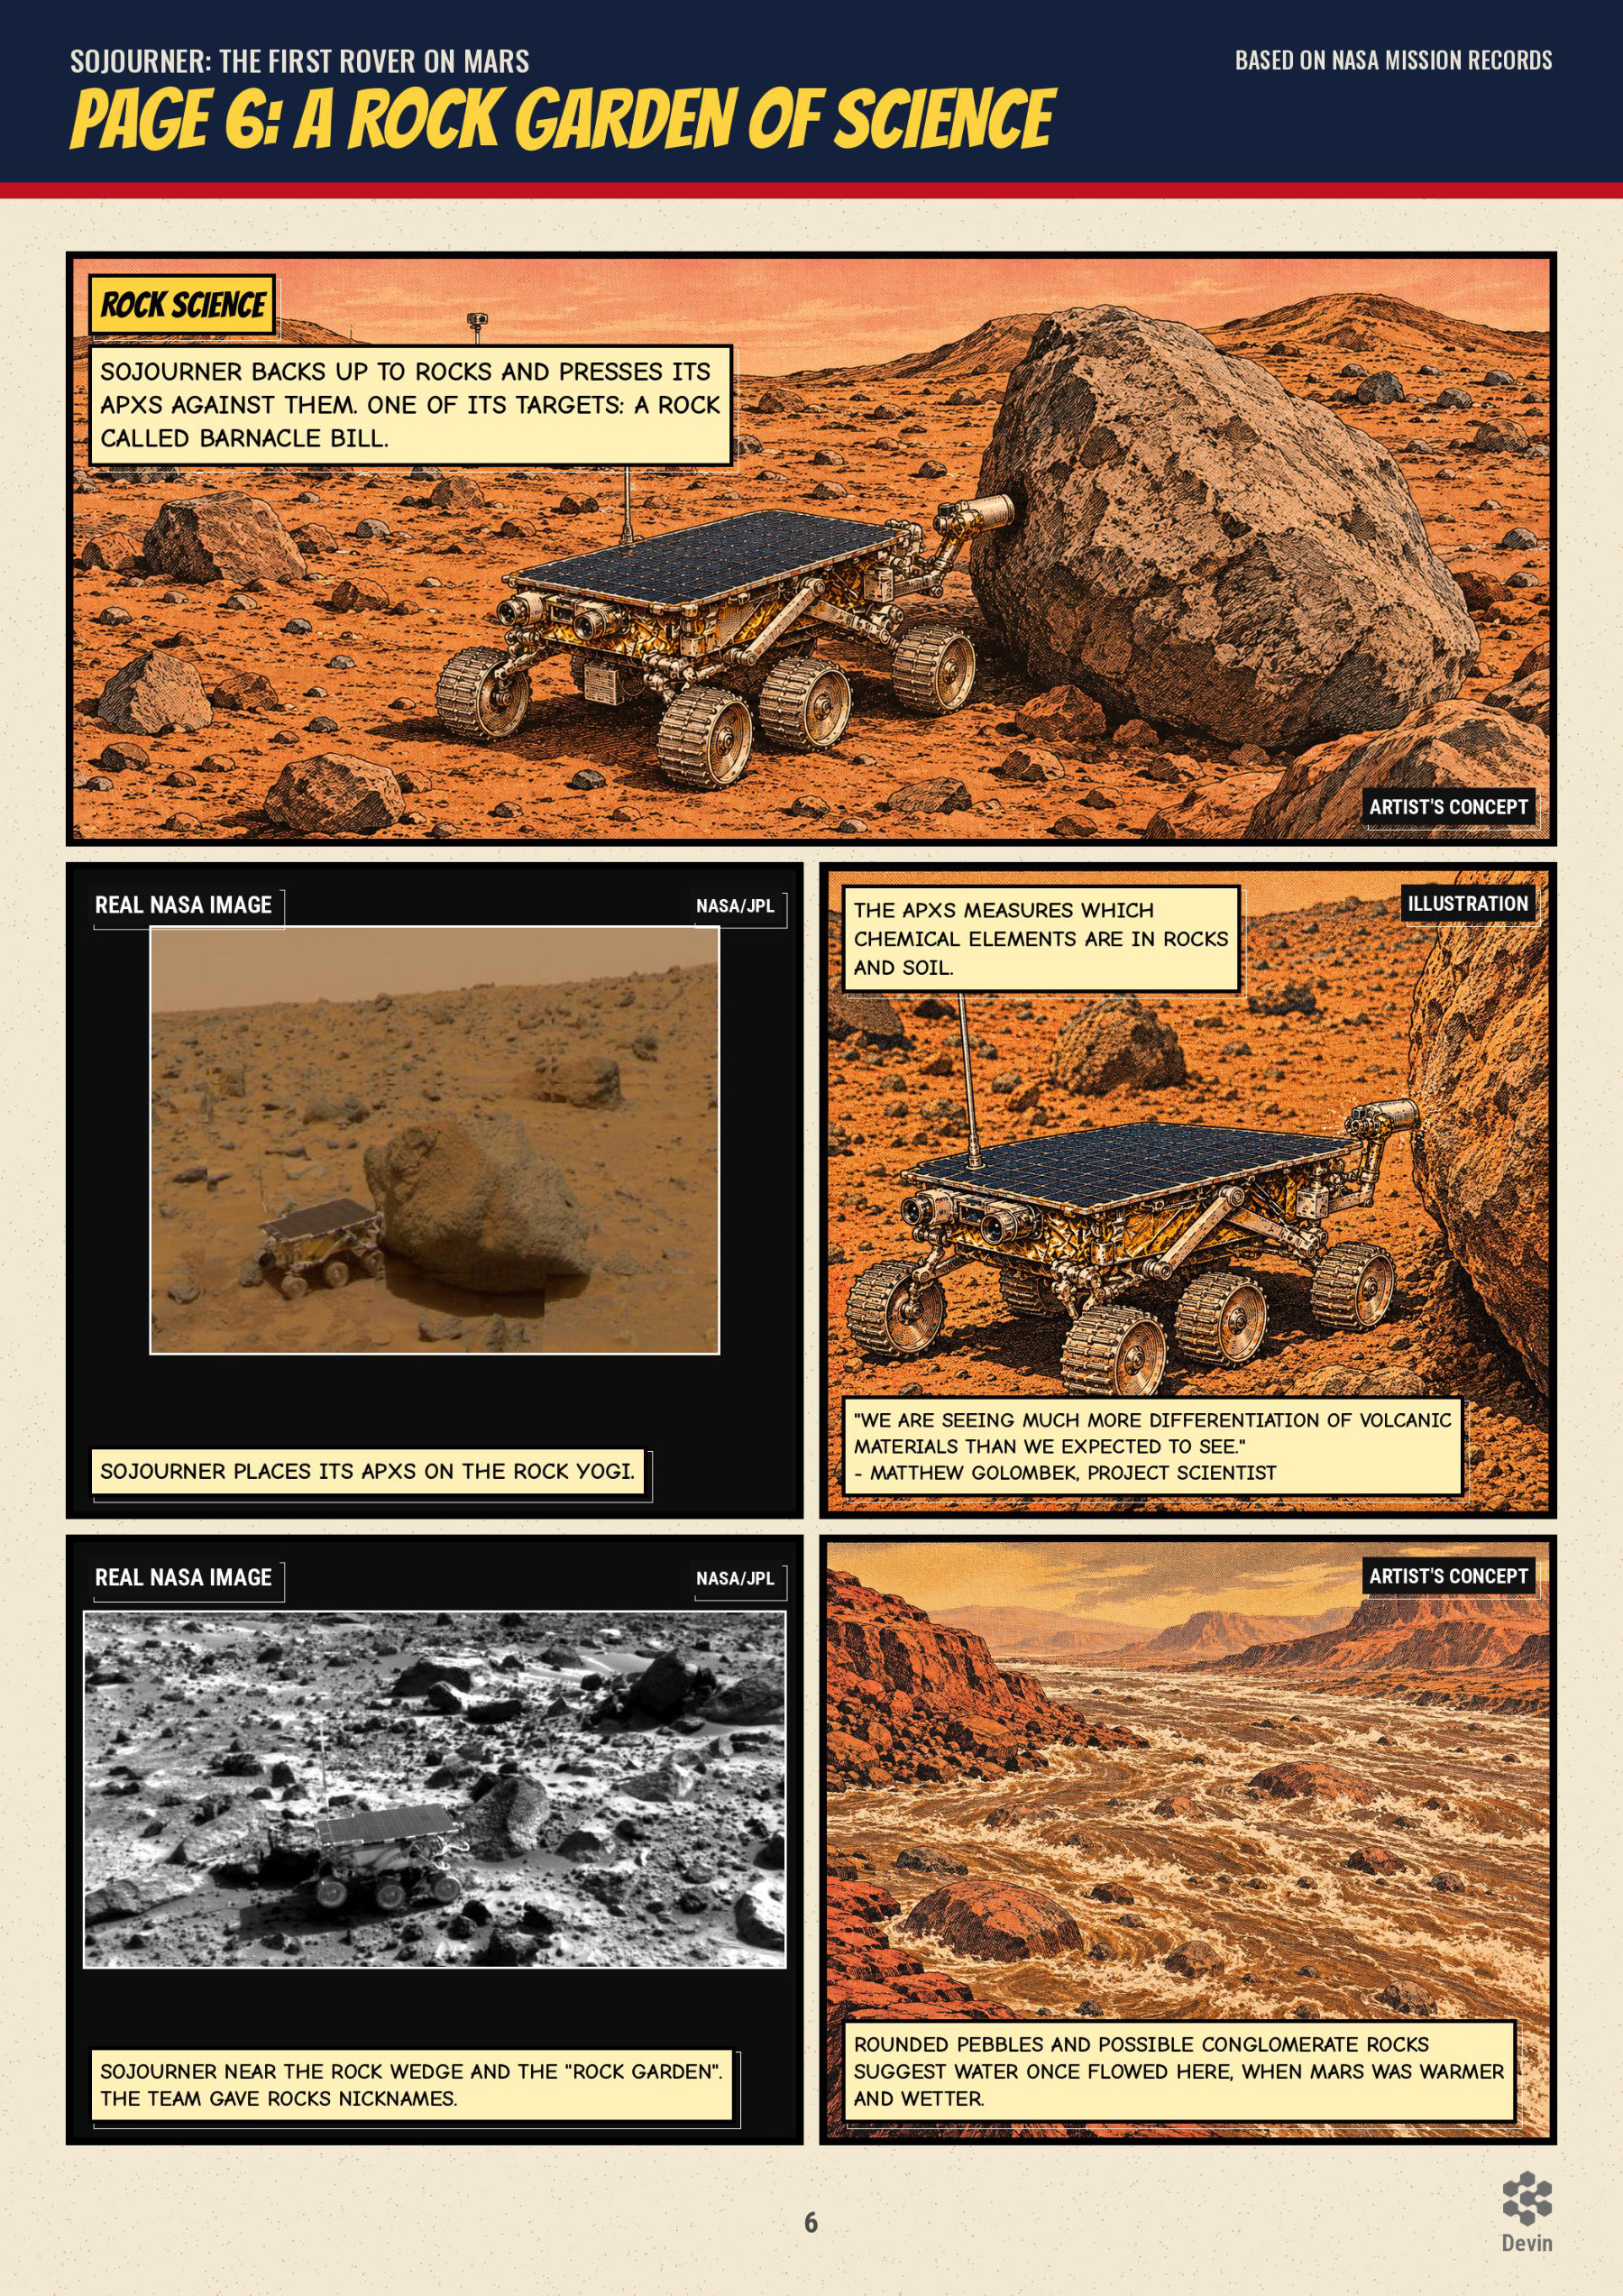 SOJOURNER: THE FIRST ROVER ON MARS
BASED ON NASA MISSION RECORDS
PAGE 6: A ROCK GARDEN OF SCIENCE
ROCK SCIENCE
SOJOURNER BACKS UP TO ROCKS AND PRESSES ITS
APXS AGAINST THEM. ONE OF ITS TARGETS: A ROCK
CALLED BARNACLE BILL.
ARTIST'S CONCEPT
REAL NASA IMAGE
NASA/JPL
SOJOURNER PLACES ITS APXS ON THE ROCK YOGI.
THE APXS MEASURES WHICH
CHEMICAL ELEMENTS ARE IN ROCKS
AND SOIL.
ILLUSTRATION
"WE ARE SEEING MUCH MORE DIFFERENTIATION OF VOLCANIC
MATERIALS THAN WE EXPECTED TO SEE."
- MATTHEW GOLOMBEK, PROJECT SCIENTIST
REAL NASA IMAGE
NASA/JPL
SOJOURNER NEAR THE ROCK WEDGE AND THE "ROCK GARDEN".
THE TEAM GAVE ROCKS NICKNAMES.
ARTIST'S CONCEPT
ROUNDED PEBBLES AND POSSIBLE CONGLOMERATE ROCKS
SUGGEST WATER ONCE FLOWED HERE, WHEN MARS WAS WARMER
AND WETTER.
6
Devin